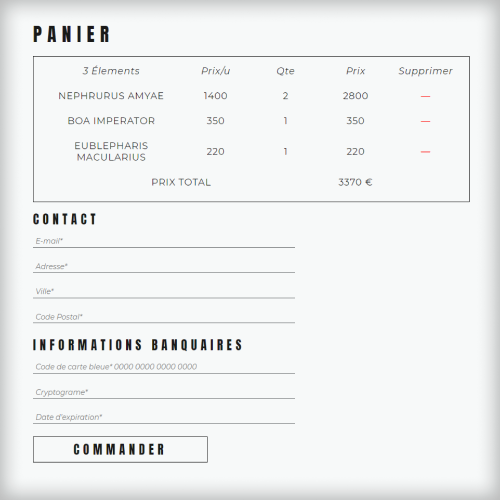 PANIER
3 Élements Prix/u Qte Prix Supprimer
NEPHRURUS AMYAE 1400 2 2800 —
BOA IMPERATOR 350 1 350 —
EUBLEPHARIS
MACULARIUS 220 1 220 —
PRIX TOTAL 3370 €
CONTACT
E-mail*
Adresse*
Ville*
Code Postal*
INFORMATIONS BANQUAIRES
Code de carte bleue* 0000 0000 0000 0000
Cryptograme*
Date d'expiration*
COMMANDER